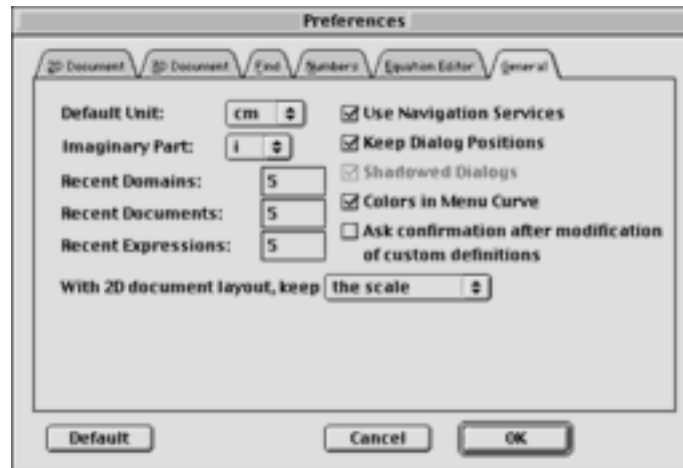 Preferences
2D Document 3D Document Find Numbers Equation Editor General
Default Unit: cm Use Navigation Services
Imaginary Part: i Keep Dialog Positions
Recent Domains: 5 Shadowed Dialogs
Recent Documents: 5 Colors in Menu Curve
Recent Expressions: 5 Ask confirmation after modification
of custom definitions
With 2D document layout, keep the scale
Default Cancel OK